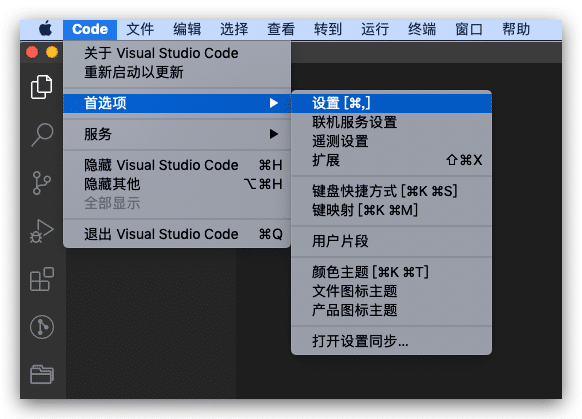 Code 文件 编辑 选择 查看 转到 运行 终端 窗口 帮助
关于 Visual Studio Code
重新启动以更新
首选项
服务
隐藏 Visual Studio Code ⌘H
隐藏其他 ⌥⌘H
全部显示
退出 Visual Studio Code ⌘Q
设置 [⌘,]
联机服务设置
遥测设置
扩展 ⇧⌘X
键盘快捷方式 [⌘K ⌘S]
键映射 [⌘K ⌘M]
用户片段
颜色主题 [⌘K ⌘T]
文件图标主题
产品图标主题
打开设置同步...